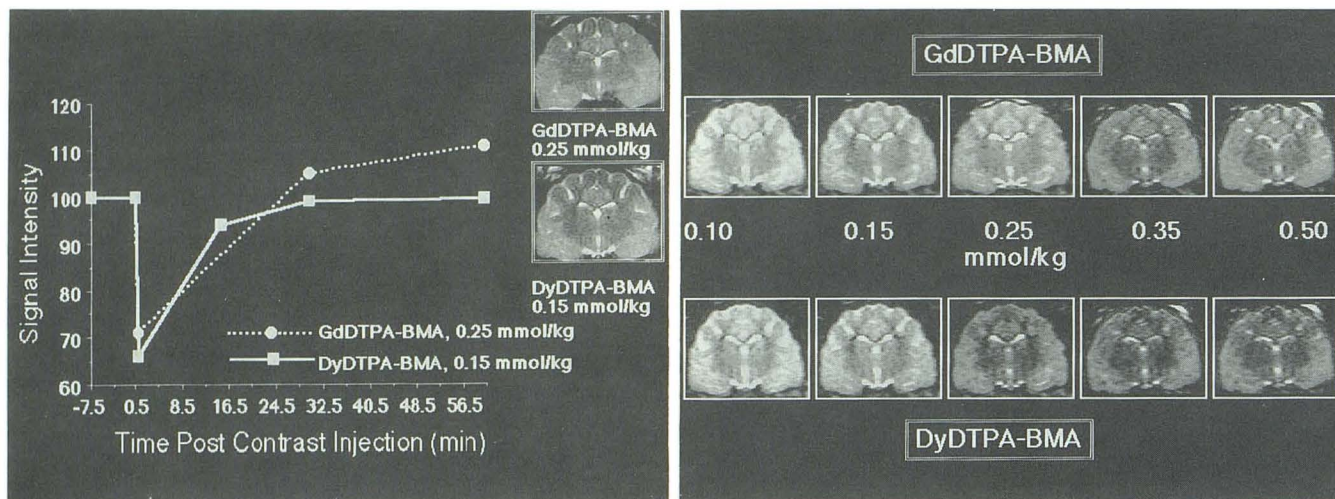 120
110
100
90
80
70
60
Signal Intensity
-7.5 0.5 8.5 16.5 24.5 32.5 40.5 48.5 56.5
Time Post Contrast Injection (min)
GdDTPA-BMA, 0.25 mmol/kg
DyDTPA-BMA, 0.15 mmol/kg
GdDTPA-BMA
0.25 mmol/kg
DyDTPA-BMA
0.15 mmol/kg
GdDTPA-BMA
0.10 0.15 0.25 0.35 0.50
mmol/kg
DyDTPA-BMA